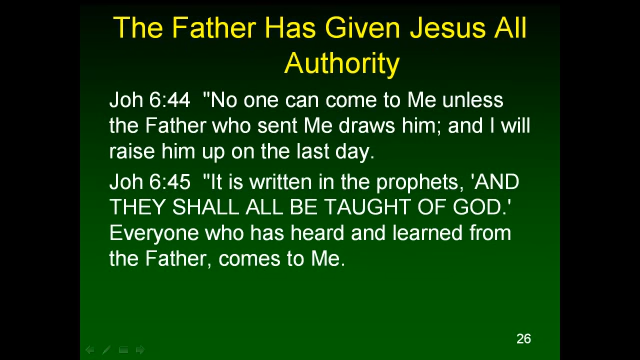 The Father Has Given Jesus All
Authority
Joh 6:44  "No one can come to Me unless
the Father who sent Me draws him; and I will
raise him up on the last day.
Joh 6:45  "It is written in the prophets, 'AND
THEY SHALL ALL BE TAUGHT OF GOD.'
Everyone who has heard and learned from
the Father, comes to Me.
26